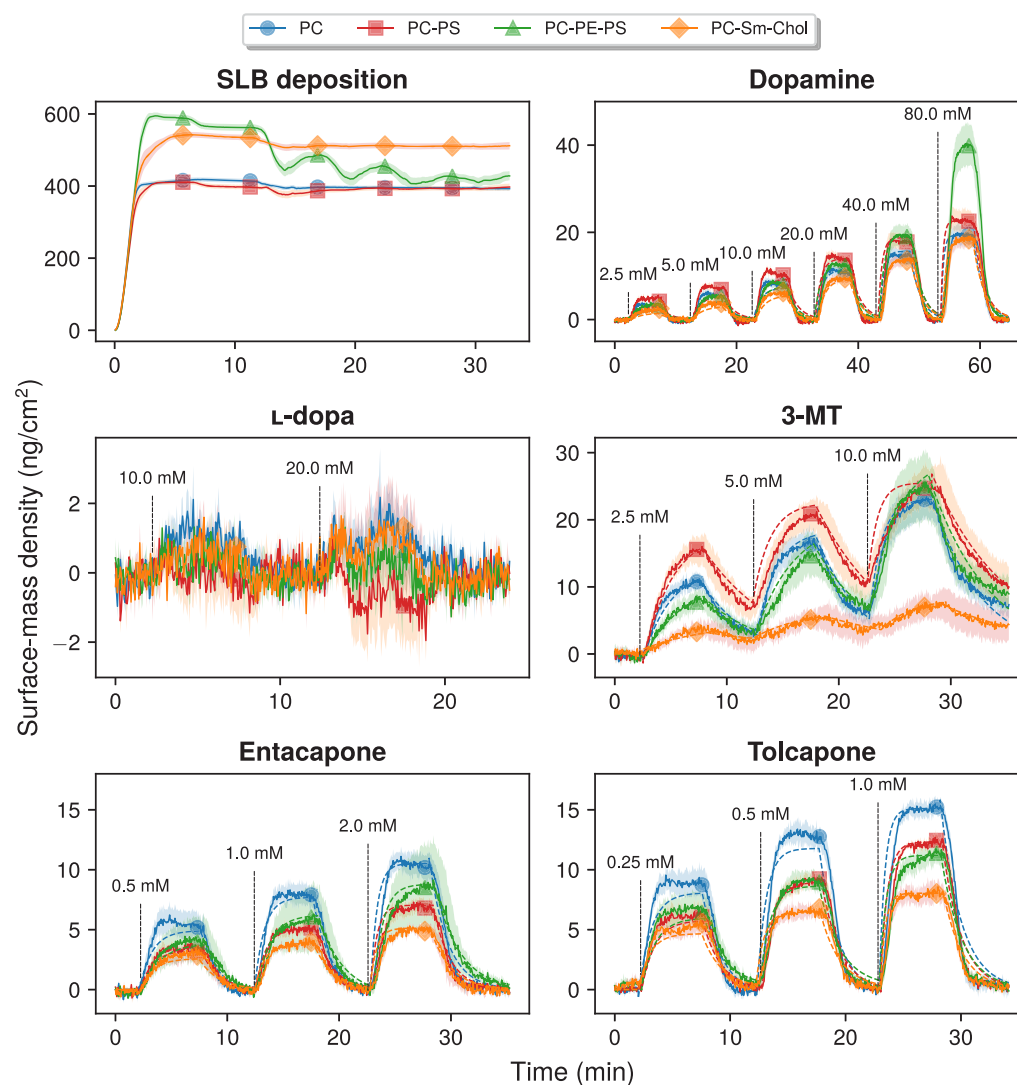 PC PC-PS PC-PE-PS PC-Sm-Chol
SLB deposition
600
400
200
0
0 10 20 30
Dopamine
40
20
0
2.5 mM
5.0 mM
10.0 mM
20.0 mM
40.0 mM
80.0 mM
0 20 40 60
Surface-mass density (ng/cm²)
ʟ-dopa
2
0
−2
10.0 mM
20.0 mM
0 10 20
3-MT
30
20
10
0
2.5 mM
5.0 mM
10.0 mM
0 10 20 30
Entacapone
15
10
5
0
0.5 mM
1.0 mM
2.0 mM
0 10 20 30
Tolcapone
15
10
5
0
0.25 mM
0.5 mM
1.0 mM
0 10 20 30
Time (min)